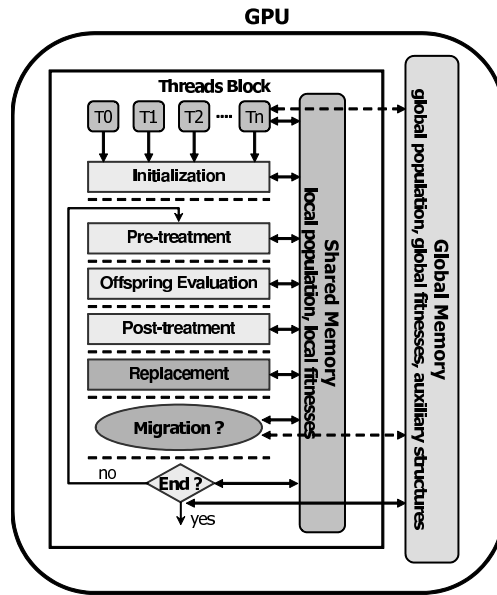 GPU
Threads Block
T0 T1 T2 .... Tn
Initialization
Pre-treatment
Offspring Evaluation
Post-treatment
Replacement
Migration ?
no
End ?
yes
Shared Memory
local population, local fitnesses
Global Memory
global population, global fitnesses, auxiliary structures